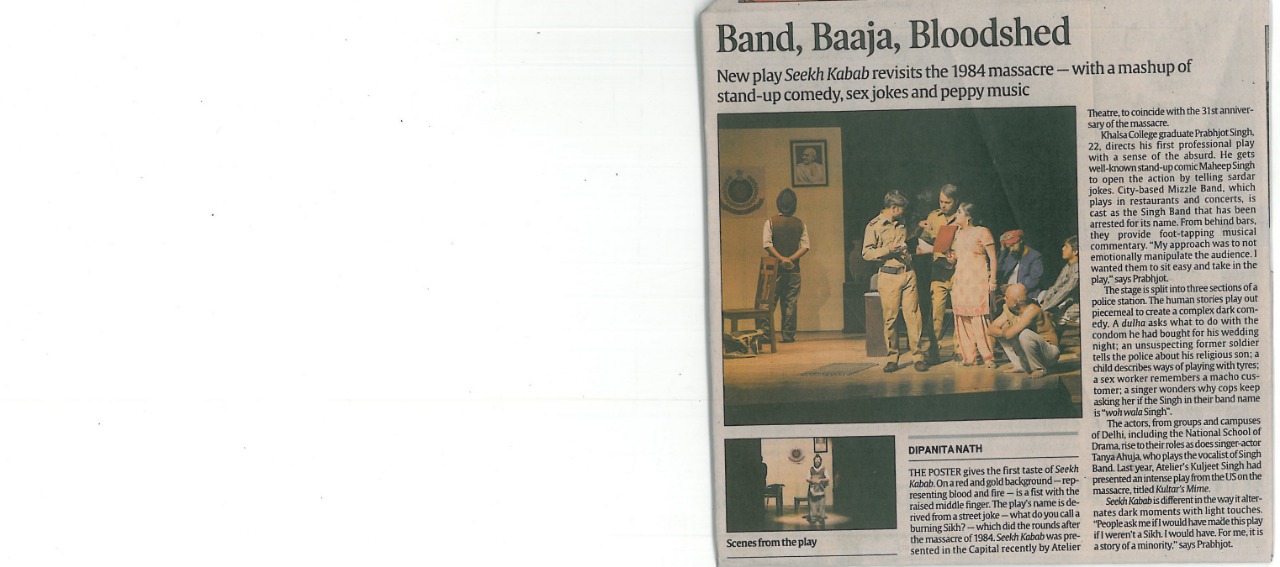 Band, Baaja, Bloodshed
New play Seekh Kabab revisits the 1984 massacre — with a mashup of
stand-up comedy, sex jokes and peppy music
Scenes from the play
DIPANITA NATH
THE POSTER gives the first taste of Seekh
Kabab. On a red and gold background — rep-
resenting blood and fire — is a fist with the
raised middle finger. The play's name is de-
rived from a street joke — what do you call a
burning Sikh? — which did the rounds after
the massacre of 1984. Seekh Kabab was pre-
sented in the Capital recently by Atelier
Theatre, to coincide with the 31st anniver-
sary of the massacre.
Khalsa College graduate Prabhjot Singh,
22, directs his first professional play
with a sense of the absurd. He gets
well-known stand-up comic Maheep Singh
to open the action by telling sardar
jokes. City-based Mizzle Band, which
plays in restaurants and concerts, is
cast as the Singh Band that has been
arrested for its name. From behind bars,
they provide foot-tapping musical
commentary. "My approach was to not
emotionally manipulate the audience. I
wanted them to sit easy and take in the
play," says Prabhjot.
The stage is split into three sections of a
police station. The human stories play out
piecemeal to create a complex dark com-
edy. A dulha asks what to do with the
condom he had bought for his wedding
night; an unsuspecting former soldier
tells the police about his religious son; a
child describes ways of playing with tyres;
a sex worker remembers a macho cus-
tomer; a singer wonders why cops keep
asking her if the Singh in their band name
is "woh wala Singh".
The actors, from groups and campuses
of Delhi, including the National School of
Drama, rise to their roles as does singer-actor
Tanya Ahuja, who plays the vocalist of Singh
Band. Last year, Atelier's Kuljeet Singh had
presented an intense play from the US on the
massacre, titled Kultar's Mime.
Seekh Kabab is different in the way it alter-
nates dark moments with light touches.
"People ask me if I would have made this play
if I weren't a Sikh. I would have. For me, it is
a story of a minority," says Prabhjot.